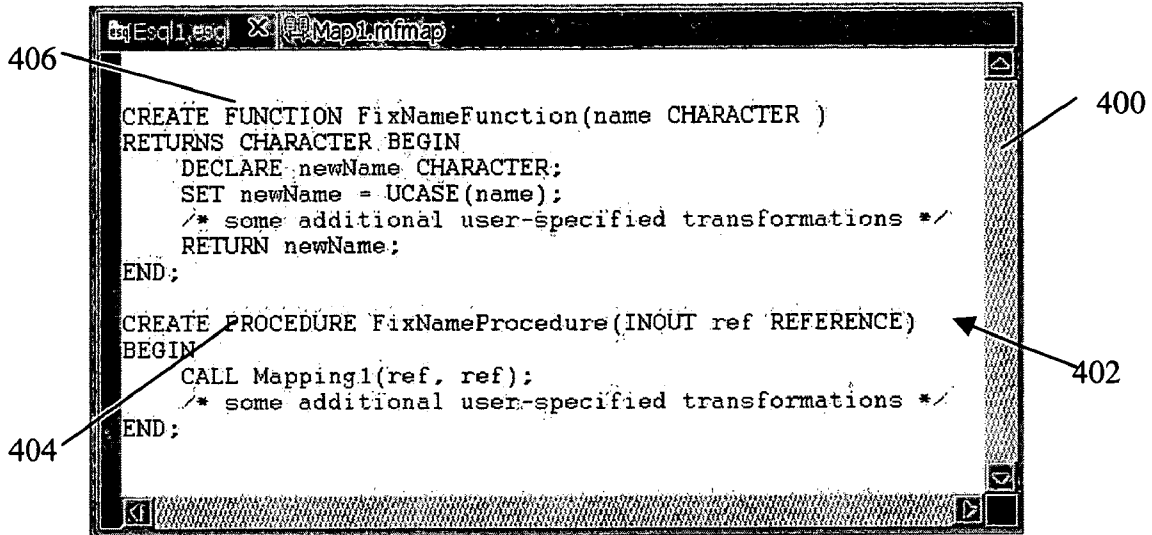 Esql1.esql Map1.mfmap
406
400
CREATE FUNCTION FixNameFunction(name CHARACTER )
RETURNS CHARACTER BEGIN
DECLARE newName CHARACTER;
SET newName = UCASE(name);
/* some additional user-specified transformations */
RETURN newName;
END;
CREATE PROCEDURE FixNameProcedure(INOUT ref REFERENCE)
BEGIN
402
CALL Mapping1(ref, ref);
/* some additional user-specified transformations */
END;
404